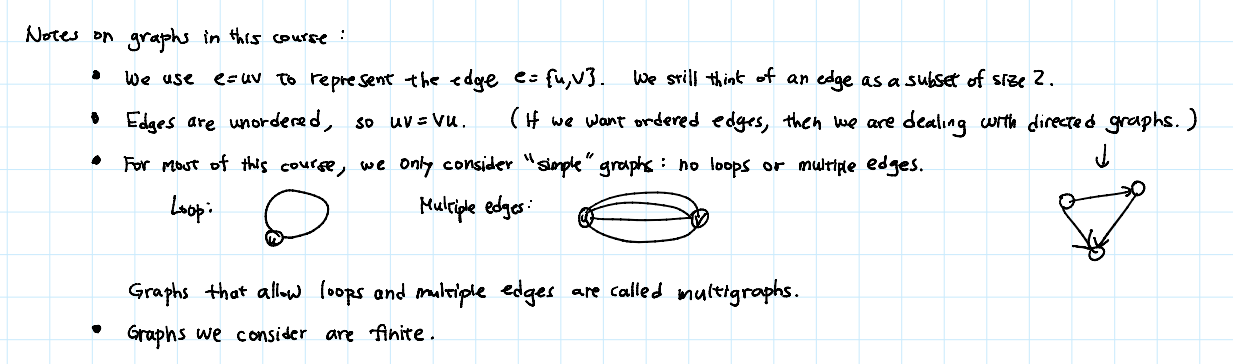 Notes on graphs in this course:
• We use e=uv to represent the edge e={u,v}. We still think of an edge as a subset of size 2.
• Edges are unordered, so uv=vu. (If we want ordered edges, then we are dealing with directed graphs.)
• For most of this course, we only consider "simple" graphs: no loops or multiple edges.
Loop: u Multiple edges: u v
Graphs that allow loops and multiple edges are called multigraphs.
• Graphs we consider are finite.